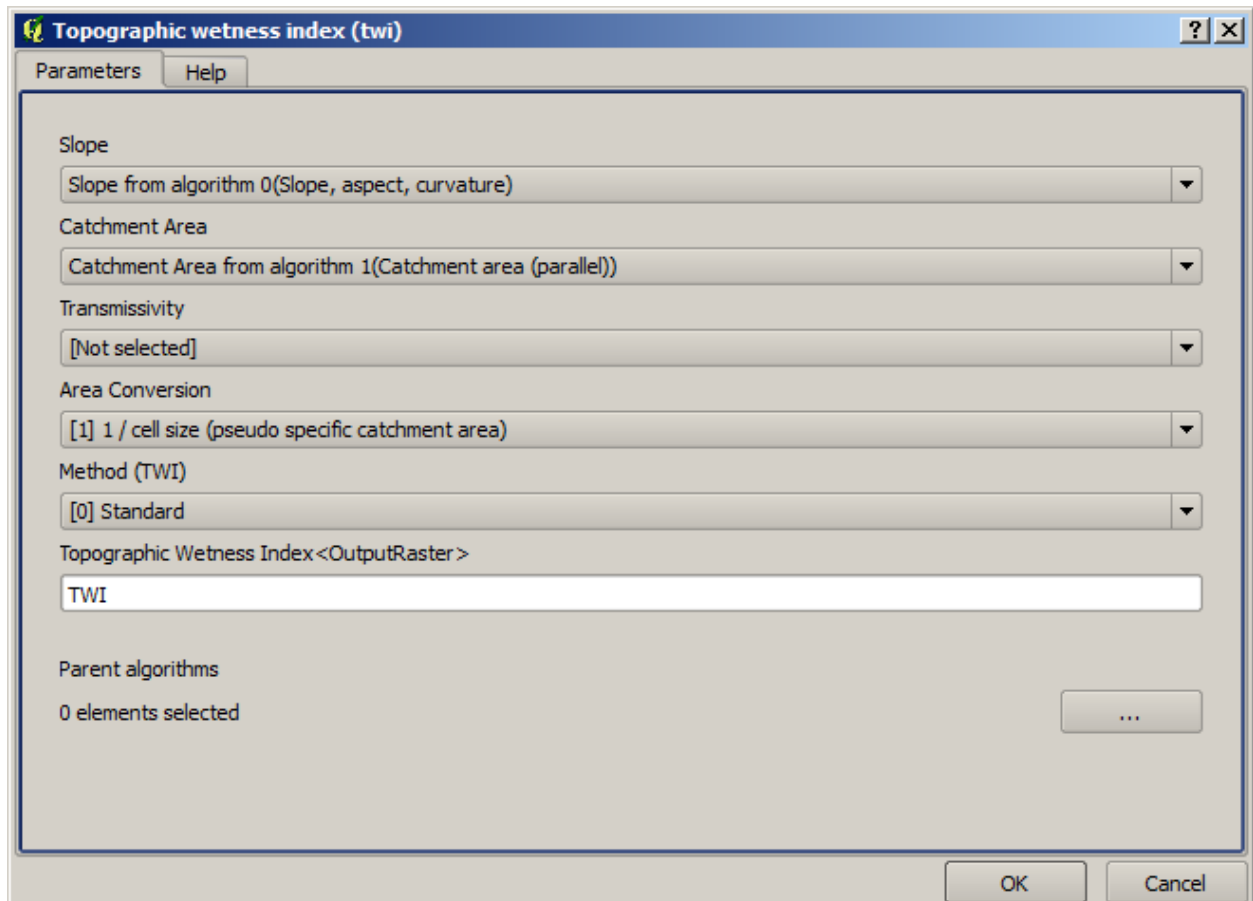 Topographic wetness index (twi)
Parameters
Help
Slope
Slope from algorithm 0(Slope, aspect, curvature)
Catchment Area
Catchment Area from algorithm 1(Catchment area (parallel))
Transmissivity
[Not selected]
Area Conversion
[1] 1 / cell size (pseudo specific catchment area)
Method (TWI)
[0] Standard
Topographic Wetness Index<OutputRaster>
TWI
Parent algorithms
0 elements selected
...
OK
Cancel